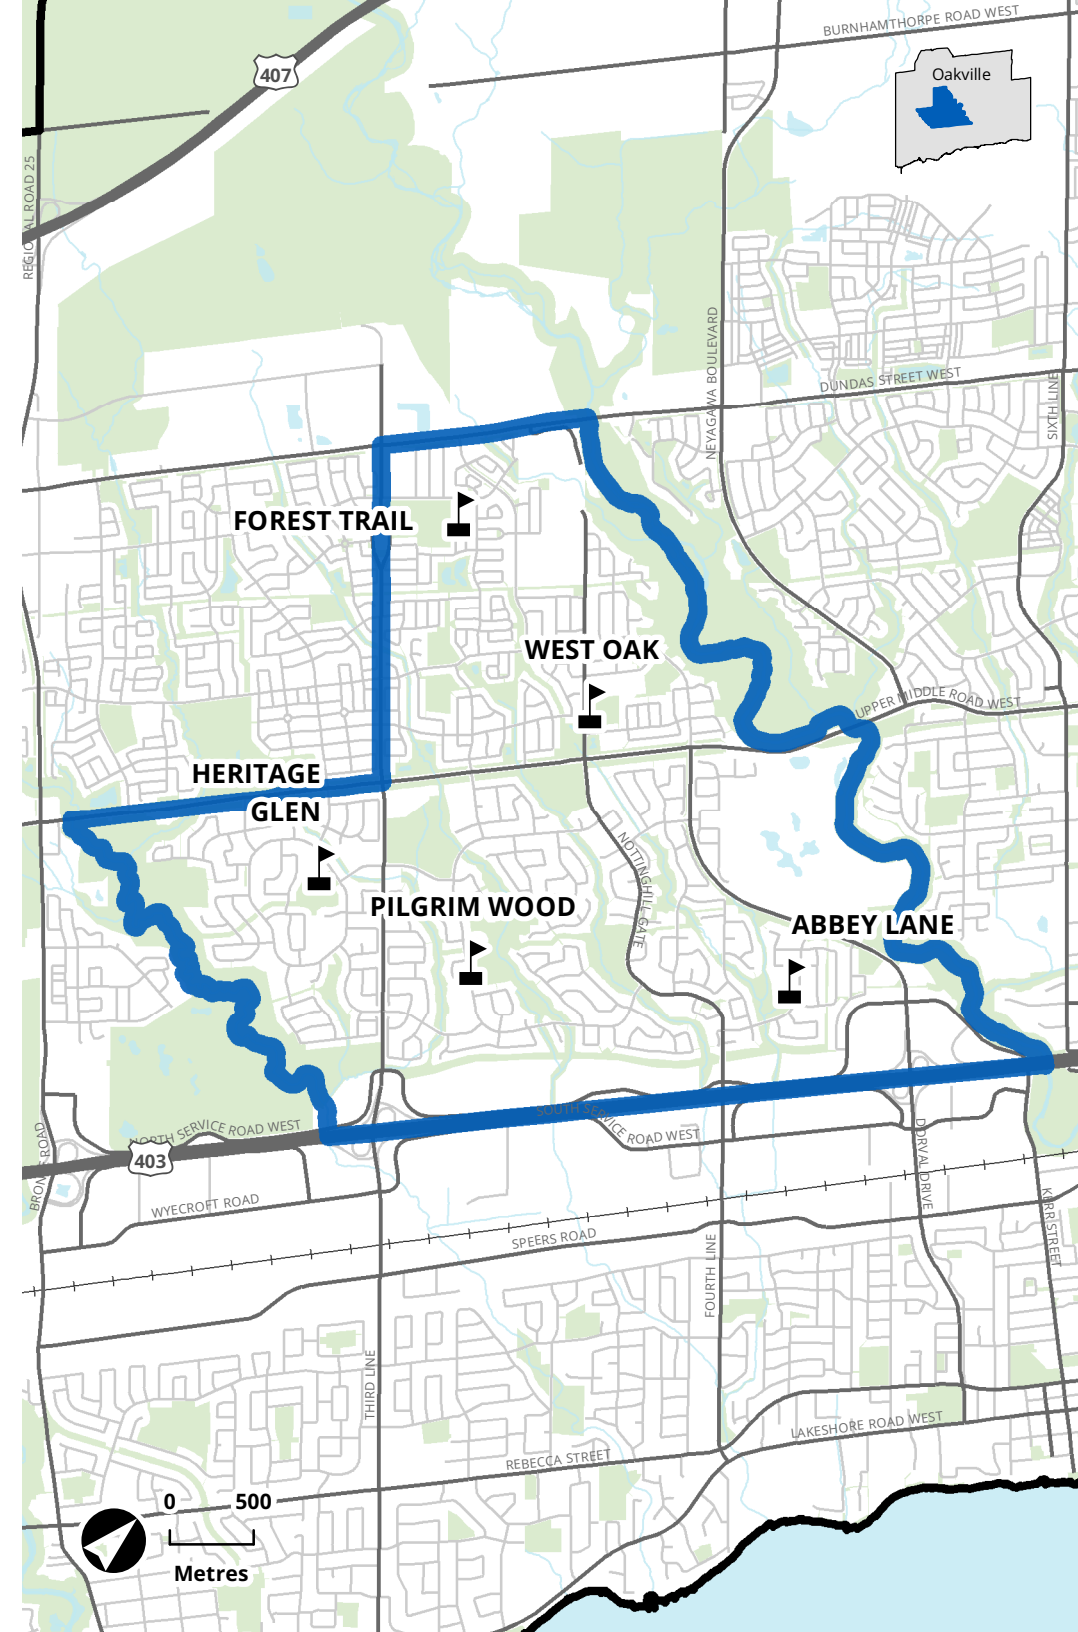 BURNHAMTHORPE ROAD WEST
407
Oakville
REGIONAL ROAD 25
NEYAGAWA BOULEVARD
DUNDAS STREET WEST
SIXTH LINE
FOREST TRAIL
WEST OAK
UPPER MIDDLE ROAD WEST
HERITAGE
GLEN
NOTTINGHILL GATE
PILGRIM WOOD
ABBEY LANE
SOUTH SERVICE ROAD WEST
NORTH SERVICE ROAD WEST
403
BRONTE ROAD
DORVAL DRIVE
WYECROFT ROAD
KERR STREET
SPEERS ROAD
FOURTH LINE
THIRD LINE
LAKESHORE ROAD WEST
REBECCA STREET
0 500
Metres